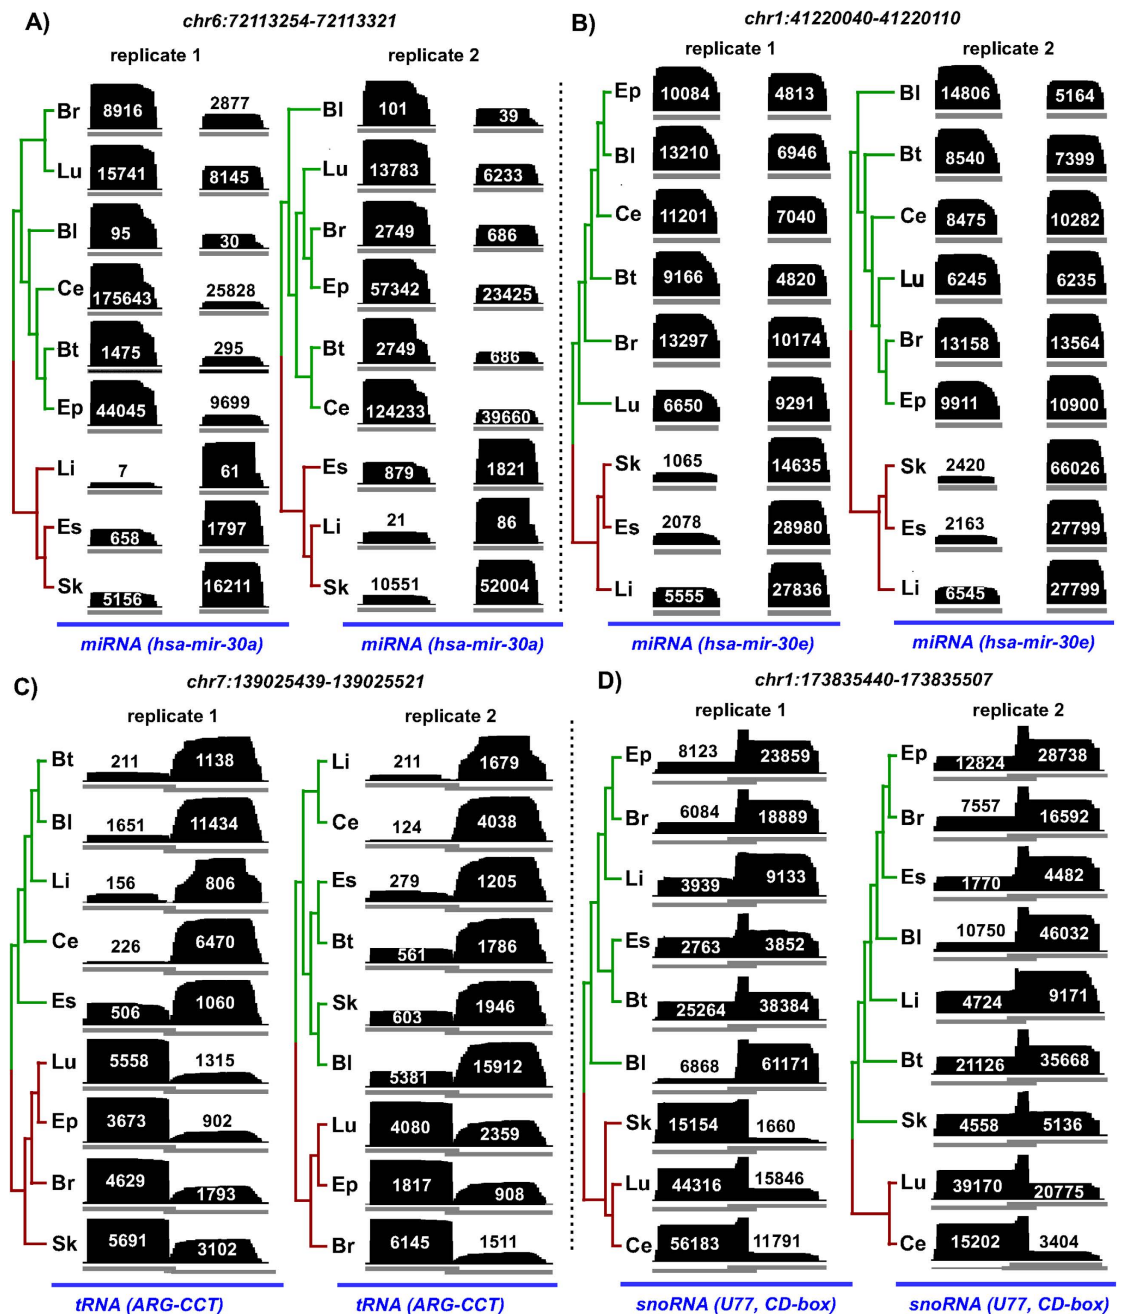 A)
chr6:72113254-72113321
replicate 1
replicate 2
Br 8916 2877
Lu 15741 8145
Bl 95 30
Ce 175643 25828
Bt 1475 295
Ep 44045 9699
Li 7 61
Es 658 1797
Sk 5156 16211
miRNA (hsa-mir-30a)
Bl 101 39
Lu 13783 6233
Br 2749 686
Ep 57342 23425
Bt 2749 686
Ce 124233 39660
Es 879 1821
Li 21 86
Sk 10551 52004
miRNA (hsa-mir-30a)
B)
chr1:41220040-41220110
replicate 1
replicate 2
Ep 10084 4813
Bl 13210 6946
Ce 11201 7040
Bt 9166 4820
Br 13297 10174
Lu 6650 9291
Sk 1065 14635
Es 2078 28980
Li 5555 27836
miRNA (hsa-mir-30e)
Bl 14806 5164
Bt 8540 7399
Ce 8475 10282
Lu 6245 6235
Br 13158 13564
Ep 9911 10900
Sk 2420 66026
Es 2163 27799
Li 6545 27799
miRNA (hsa-mir-30e)
C)
chr7:139025439-139025521
replicate 1
replicate 2
Bt 211 1138
Bl 1651 11434
Li 156 806
Ce 226 6470
Es 506 1060
Lu 5558 1315
Ep 3673 902
Br 4629 1793
Sk 5691 3102
tRNA (ARG-CCT)
Li 211 1679
Ce 124 4038
Es 279 1205
Bt 561 1786
Sk 603 1946
Bl 5381 15912
Lu 4080 2359
Ep 1817 908
Br 6145 1511
tRNA (ARG-CCT)
D)
chr1:173835440-173835507
replicate 1
replicate 2
Ep 8123 23859
Br 6084 18889
Li 3939 9133
Es 2763 3852
Bt 25264 38384
Bl 6868 61171
Sk 15154 1660
Lu 44316 15846
Ce 56183 11791
snoRNA (U77, CD-box)
Ep 12824 28738
Br 7557 16592
Es 1770 4482
Bl 10750 46032
Li 4724 9171
Bt 21126 35668
Sk 4558 5136
Lu 39170 20775
Ce 15202 3404
snoRNA (U77, CD-box)